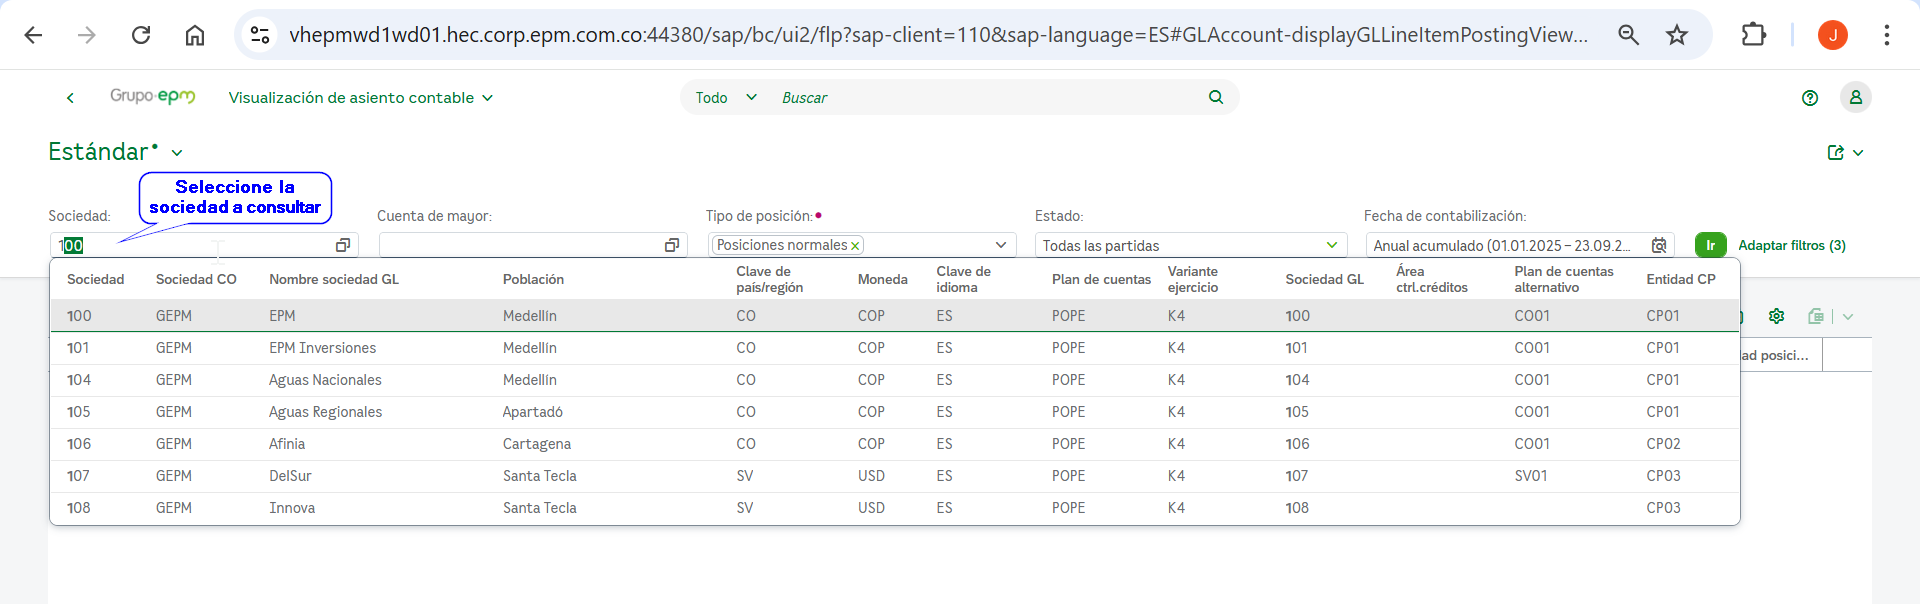 vhepmwd1wd01.hec.corp.epm.com.co:44380/sap/bc/ui2/flp?sap-client=110&sap-language=ES#GLAccount-displayGLLineItemPostingView...
J
Grupo·epm Visualización de asiento contable Todo Buscar
Estándar*
Seleccione la
sociedad a consultar
Sociedad: Cuenta de mayor: Tipo de posición: Estado: Fecha de contabilización:
100 Posiciones normales Todas las partidas Anual acumulado (01.01.2025 – 23.09.2... Ir Adaptar filtros (3)
Sociedad Sociedad CO Nombre sociedad GL Población Clave de país/región Moneda Clave de idioma Plan de cuentas Variante ejercicio Sociedad GL Área ctrl.créditos Plan de cuentas alternativo Entidad CP
100 GEPM EPM Medellín CO COP ES POPE K4 100 CO01 CP01
101 GEPM EPM Inversiones Medellín CO COP ES POPE K4 101 CO01 CP01
ad posici...
104 GEPM Aguas Nacionales Medellín CO COP ES POPE K4 104 CO01 CP01
105 GEPM Aguas Regionales Apartadó CO COP ES POPE K4 105 CO01 CP01
106 GEPM Afinia Cartagena CO COP ES POPE K4 106 CO01 CP02
107 GEPM DelSur Santa Tecla SV USD ES POPE K4 107 SV01 CP03
108 GEPM Innova Santa Tecla SV USD ES POPE K4 108 CP03